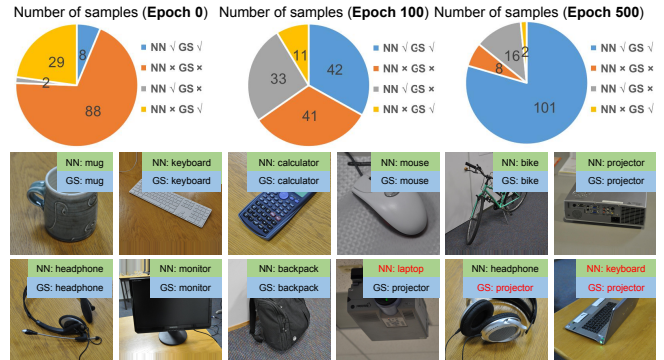 Number of samples (Epoch 0)
8
29
2
88
NN √ GS √
NN × GS ×
NN √ GS ×
NN × GS √
Number of samples (Epoch 100)
11
42
33
41
NN √ GS √
NN × GS ×
NN √ GS ×
NN × GS √
Number of samples (Epoch 500)
2
16
8
101
NN √ GS √
NN × GS ×
NN √ GS ×
NN × GS √
NN: mug
GS: mug
NN: keyboard
GS: keyboard
NN: calculator
GS: calculator
NN: mouse
GS: mouse
NN: bike
GS: bike
NN: projector
GS: projector
NN: headphone
GS: headphone
NN: monitor
GS: monitor
NN: backpack
GS: backpack
NN: laptop
GS: projector
NN: headphone
GS: projector
NN: keyboard
GS: projector